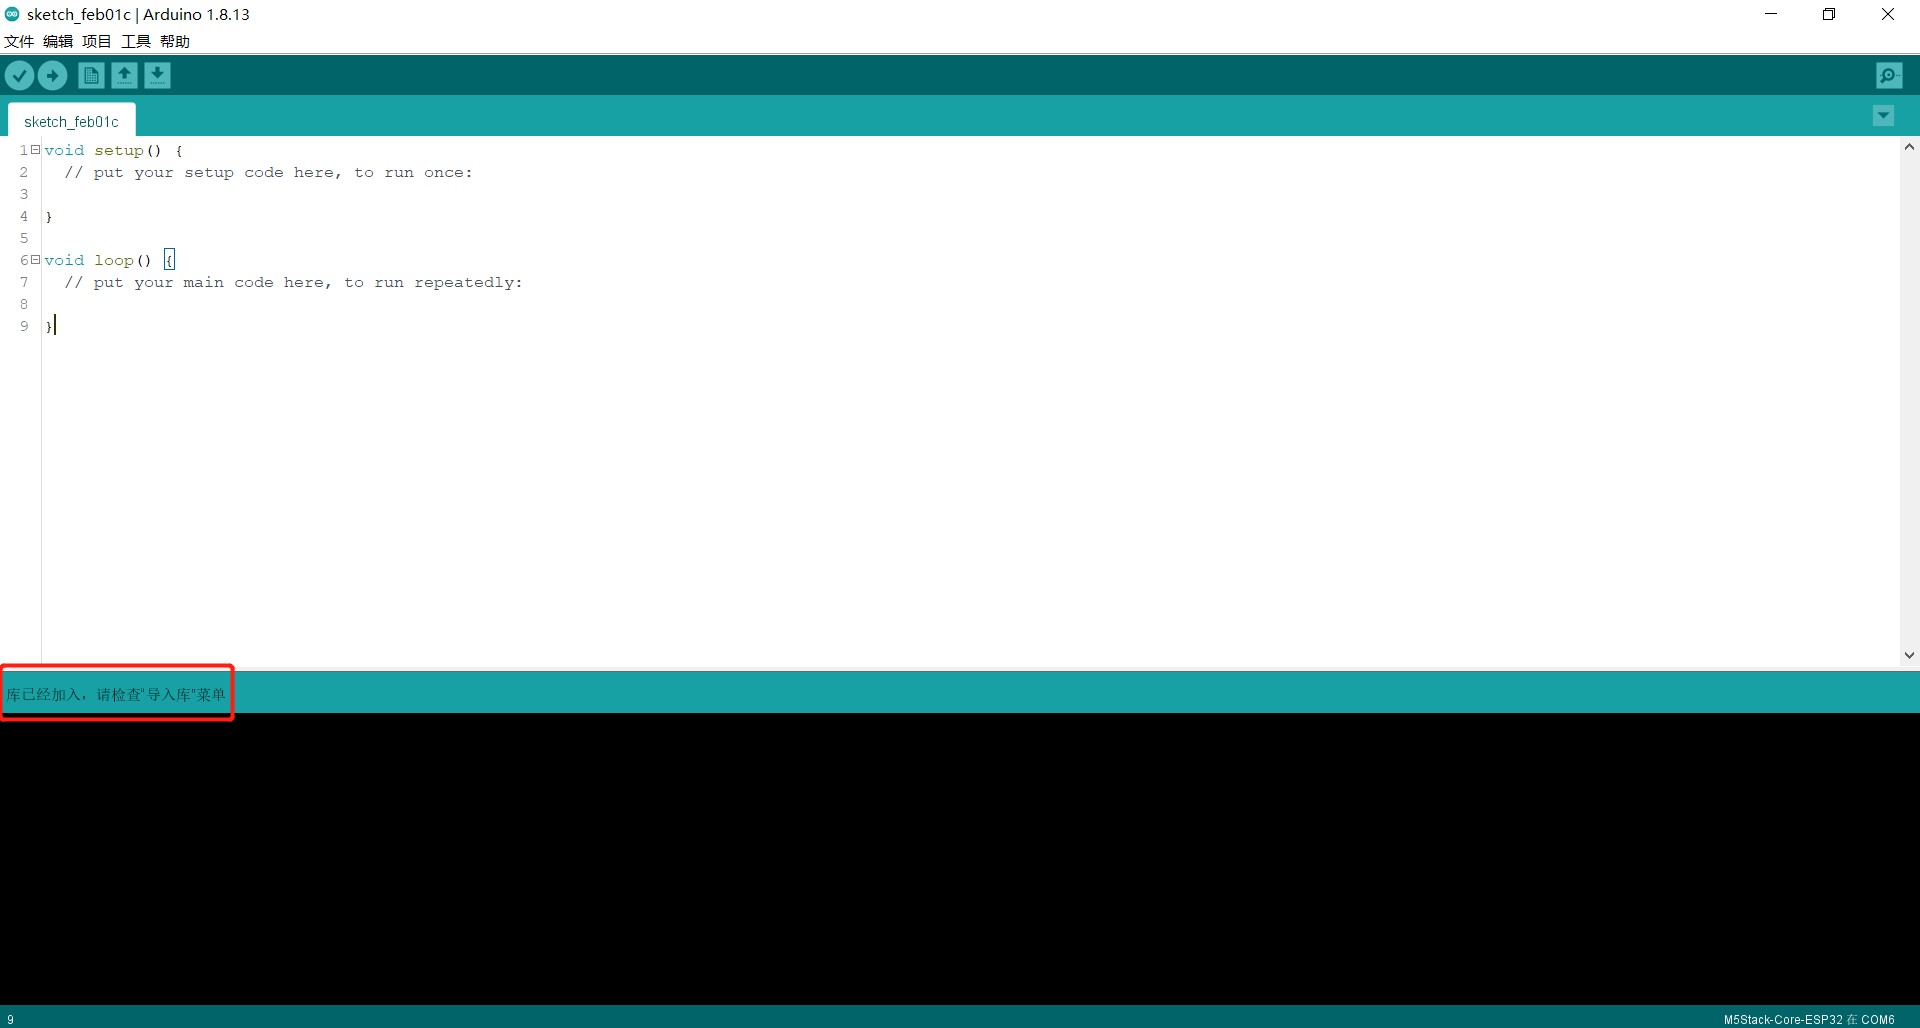 sketch_feb01c | Arduino 1.8.13
文件 编辑 项目 工具 帮助
sketch_feb01c
1 void setup() {
2   // put your setup code here, to run once:
3
4 }
5
6 void loop() {
7   // put your main code here, to run repeatedly:
8
9 }
库已经加入，请检查“导入库”菜单
9
M5Stack-Core-ESP32 在 COM6